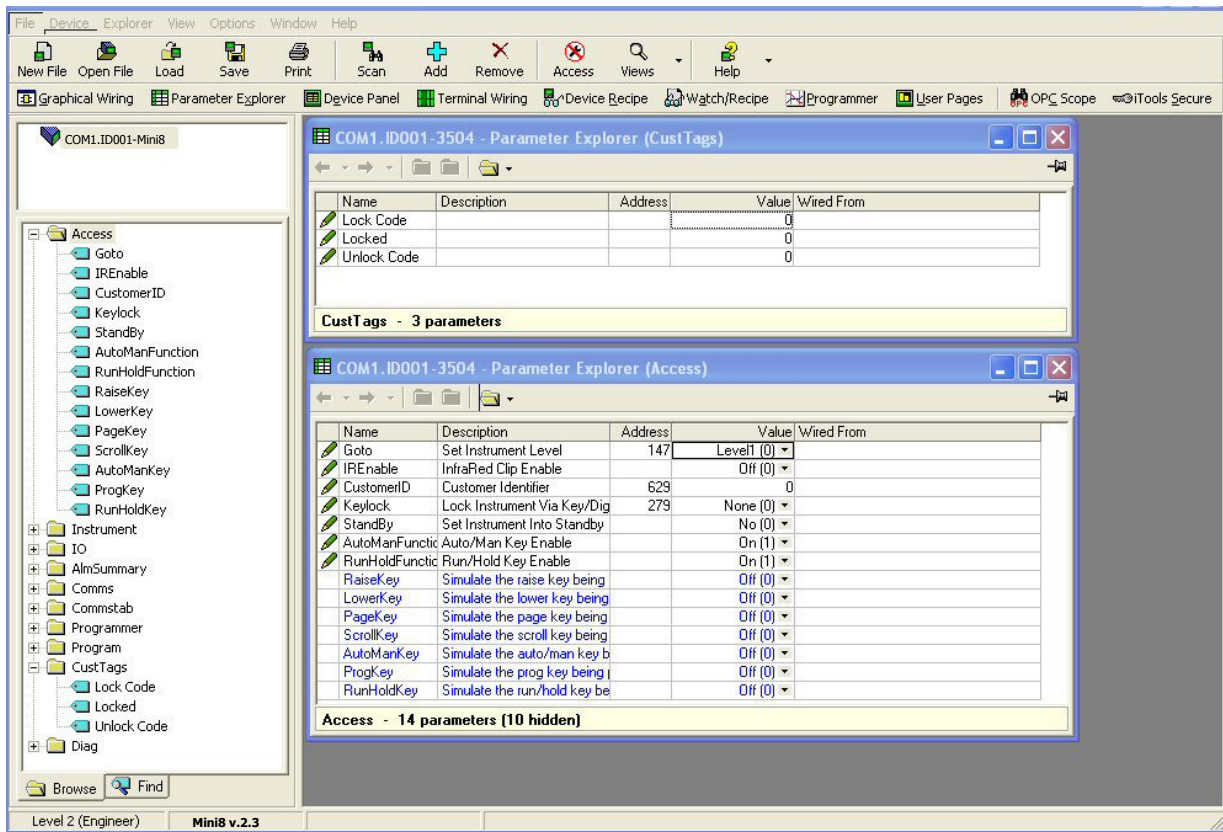 File Device Explorer View Options Window Help
New File Open File Load Save Print Scan Add Remove Access Views Help
Graphical Wiring Parameter Explorer Device Panel Terminal Wiring Device Recipe Watch/Recipe Programmer User Pages OPC Scope iTools Secure
COM1.ID001-Mini8
Access
Goto
IREnable
CustomerID
Keylock
StandBy
AutoManFunction
RunHoldFunction
RaiseKey
LowerKey
PageKey
ScrollKey
AutoManKey
ProgKey
RunHoldKey
Instrument
IO
AlmSummary
Comms
Commstab
Programmer
Program
CustTags
Lock Code
Locked
Unlock Code
Diag
Browse Find
COM1.ID001-3504 - Parameter Explorer (CustTags)
Name Description Address Value Wired From
Lock Code 0
Locked 0
Unlock Code 0
CustTags - 3 parameters
COM1.ID001-3504 - Parameter Explorer (Access)
Name Description Address Value Wired From
Goto Set Instrument Level 147 Level1 (0)
IREnable InfraRed Clip Enable Off (0)
CustomerID Customer Identifier 629 0
Keylock Lock Instrument Via Key/Dig 279 None (0)
StandBy Set Instrument Into Standby No (0)
AutoManFunctic Auto/Man Key Enable On (1)
RunHoldFunctic Run/Hold Key Enable On (1)
RaiseKey Simulate the raise key being Off (0)
LowerKey Simulate the lower key being Off (0)
PageKey Simulate the page key being Off (0)
ScrollKey Simulate the scroll key being Off (0)
AutoManKey Simulate the auto/man key b Off (0)
ProgKey Simulate the prog key being Off (0)
RunHoldKey Simulate the run/hold key be Off (0)
Access - 14 parameters (10 hidden)
Level 2 (Engineer) Mini8 v.2.3